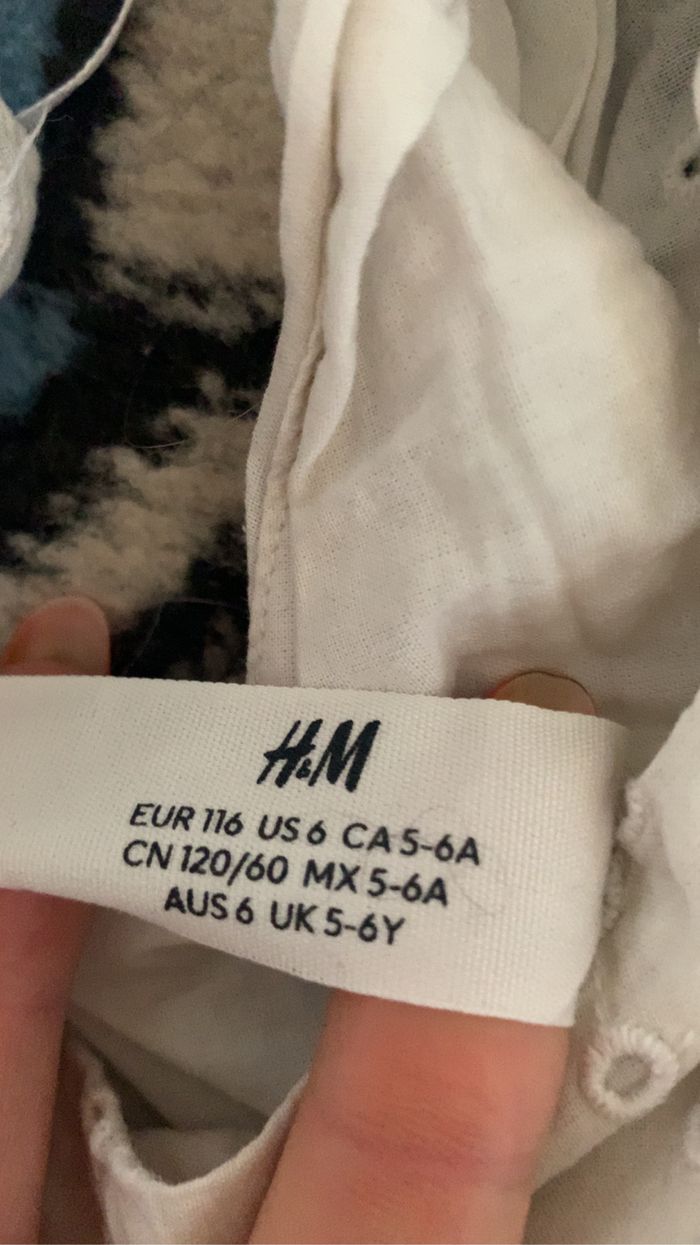 H&M
EUR 116 US 6 CA 5-6A
CN 120/60 MX 5-6A
AUS 6 UK 5-6Y